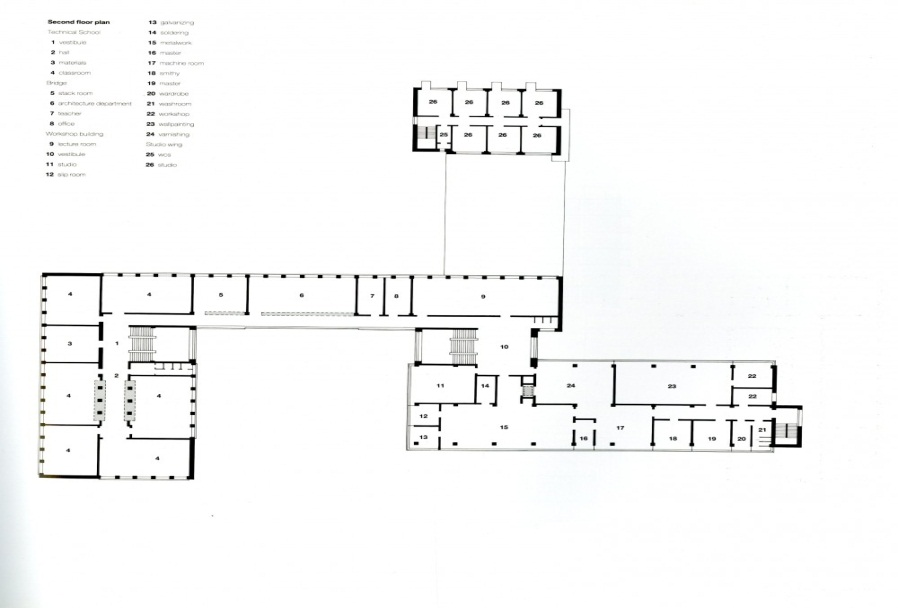 Second floor plan
Technical School
1 vestibule
2 hall
3 materials
4 classroom
Bridge
5 stack room
6 architecture department
7 teacher
8 office
Workshop building
9 lecture room
10 vestibule
11 studio
12 slip room
13 galvanizing
14 soldering
15 metalwork
16 master
17 machine room
18 smithy
19 master
20 wardrobe
21 washroom
22 workshop
23 wallpainting
24 varnishing
Studio wing
25 wcs
26 studio
26 26 26 26
25 26 26 26
4 4 5 6 7 8 9
3 1 10
2
4 4 11 14 24 23 22
22
12 15 16 17 18 19 20 21
13
4 4